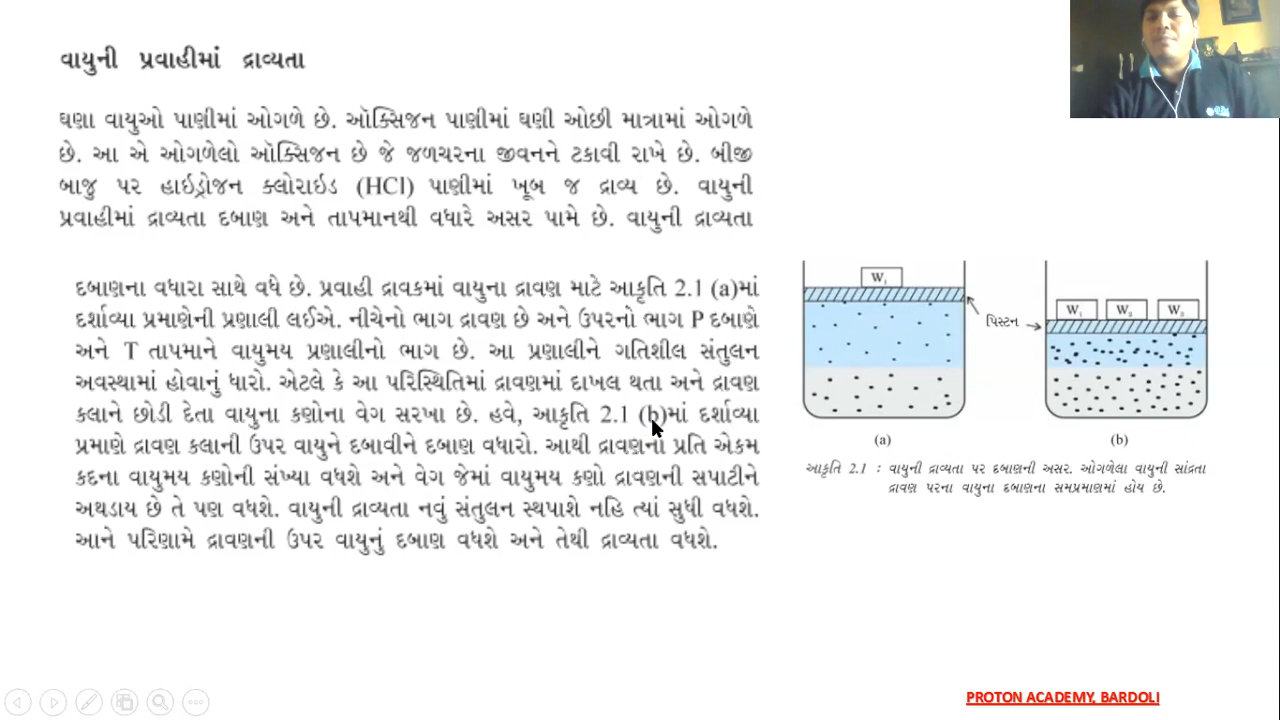 વાયુની પ્રવાહીમાં દ્રાવ્યતા
ઘણા વાયુઓ પાણીમાં ઓગળે છે. ઑક્સિજન પાણીમાં ઘણી ઓછી માત્રામાં ઓગળે
છે. આ એ ઓગળેલો ઑક્સિજન છે જે જળચરના જીવનને ટકાવી રાખે છે. બીજી
બાજુ પર હાઇડ્રોજન ક્લોરાઇડ (HCl) પાણીમાં ખૂબ જ દ્રાવ્ય છે. વાયુની
પ્રવાહીમાં દ્રાવ્યતા દબાણ અને તાપમાનથી વધારે અસર પામે છે. વાયુની દ્રાવ્યતા
દબાણના વધારા સાથે વધે છે. પ્રવાહી દ્રાવકમાં વાયુના દ્રાવણ માટે આકૃતિ 2.1 (a)માં
દર્શાવ્યા પ્રમાણેની પ્રણાલી લઈએ. નીચેનો ભાગ દ્રાવણ છે અને ઉપરનો ભાગ P દબાણે
અને T તાપમાને વાયુમય પ્રણાલીનો ભાગ છે. આ પ્રણાલીને ગતિશીલ સંતુલન
અવસ્થામાં હોવાનું ધારો. એટલે કે આ પરિસ્થિતિમાં દ્રાવણમાં દાખલ થતા અને દ્રાવણ
કલાને છોડી દેતા વાયુના કણોના વેગ સરખા છે. હવે, આકૃતિ 2.1 (b)માં દર્શાવ્યા
પ્રમાણે દ્રાવણ કલાની ઉપર વાયુને દબાવીને દબાણ વધારો. આથી દ્રાવણનો પ્રતિ એકમ
કદના વાયુમય કણોની સંખ્યા વધશે અને વેગ જેમાં વાયુમય કણો દ્રાવણની સપાટીને
અથડાય છે તે પણ વધશે. વાયુની દ્રાવ્યતા નવું સંતુલન સ્થપાશે નહિ ત્યાં સુધી વધશે.
આને પરિણામે દ્રાવણની ઉપર વાયુનું દબાણ વધશે અને તેથી દ્રાવ્યતા વધશે.
W₁
પિસ્ટન
W₁ W₂ W₃
(a) (b)
આકૃતિ 2.1 : વાયુની દ્રાવ્યતા પર દબાણની અસર. ઓગળેલા વાયુની સાંદ્રતા
દ્રાવણ પરના વાયુના દબાણના સમપ્રમાણમાં હોય છે.
PROTON ACADEMY, BARDOLI